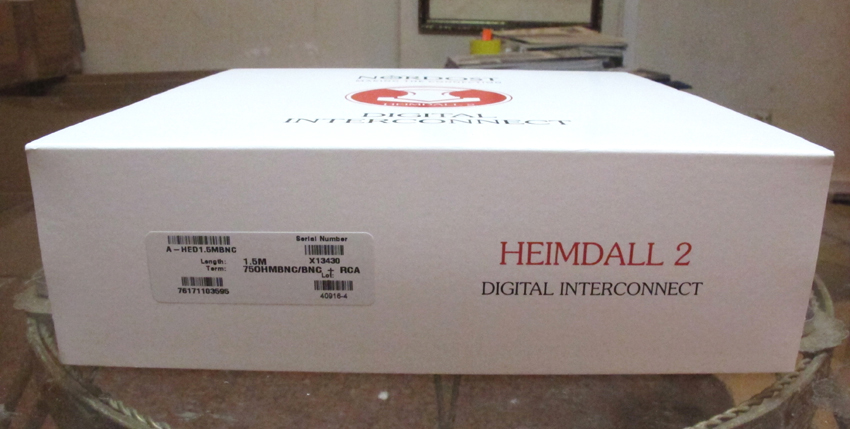 NORDOST
HEIMDALL 2
DIGITAL
INTERCONNECT
A-HED1.5MBNC
Serial Number
X13430
Length: 1.5M
Term: 75OHMBNC/BNC + RCA
Lot:
76171103595
40916-4
HEIMDALL 2
DIGITAL INTERCONNECT